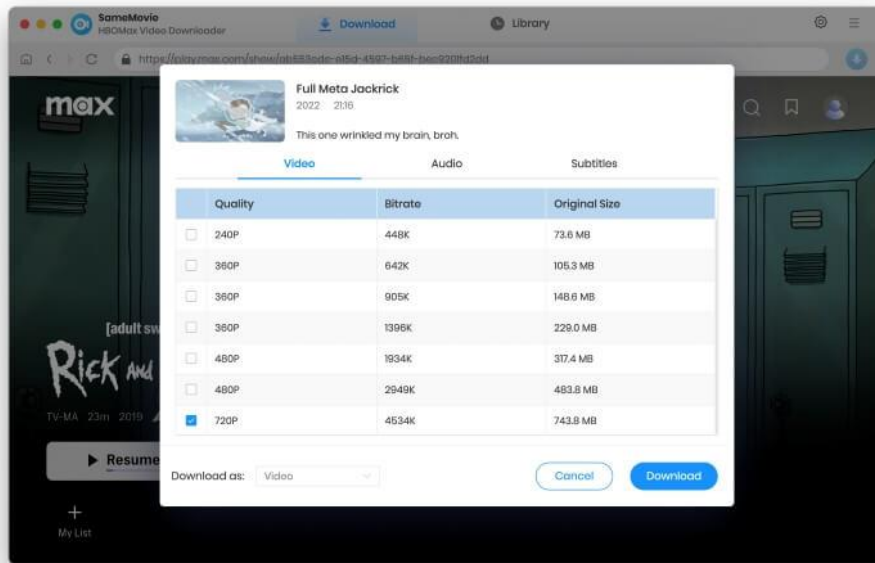 SameMovie
HBOMax Video Downloader
Download
Library
max
Full Meta Jackrick
2022 21:16
This one wrinkled my brain, broh.
Video Audio Subtitles
Quality Bitrate Original Size
240P 448K 73.6 MB
360P 642K 105.3 MB
360P 905K 148.6 MB
360P 1396K 229.0 MB
480P 1934K 317.4 MB
480P 2949K 483.8 MB
720P 4534K 743.8 MB
Download as: Video
Cancel
Download
[adult sw
Rick AND
TV-MA 23m 2019
Resume
My List